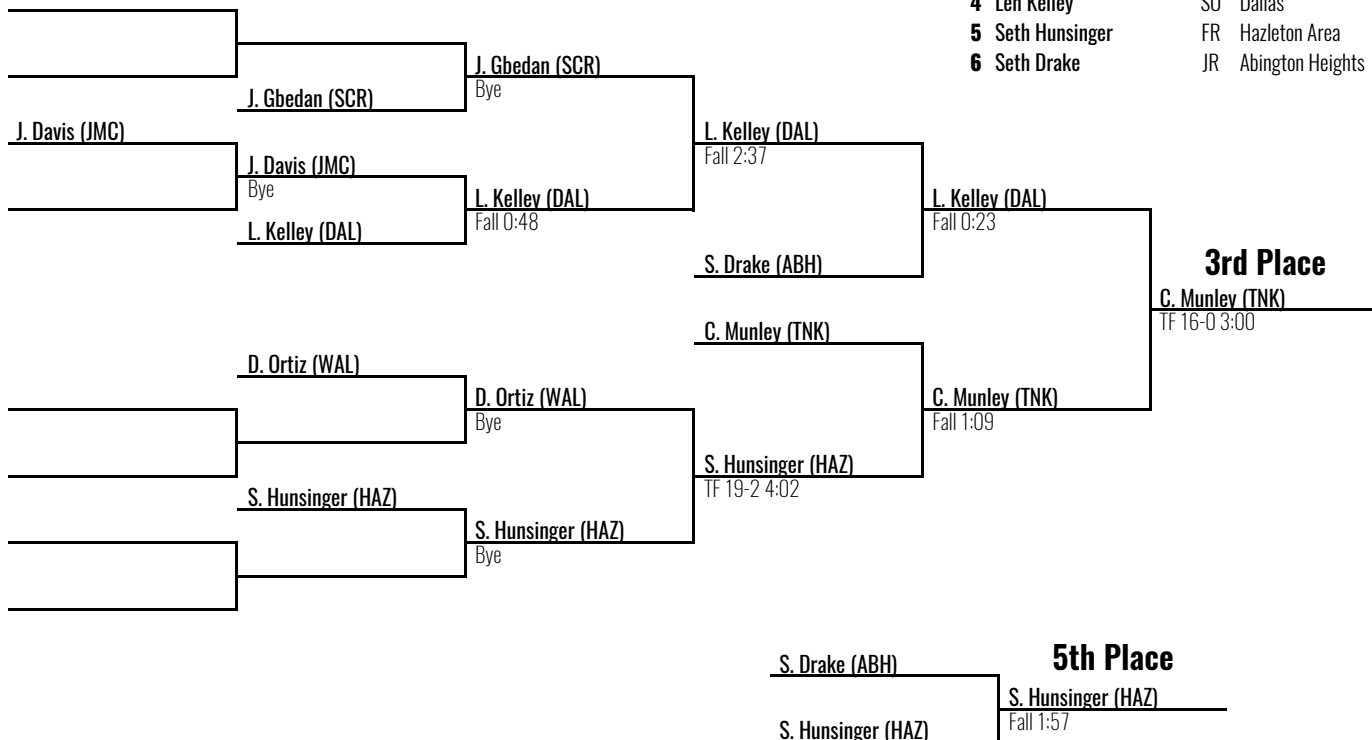 4 Len Kelley SO Dallas
5 Seth Hunsinger FR Hazleton Area
6 Seth Drake JR Abington Heights
J. Gbedan (SCR)
Bye
J. Gbedan (SCR)
J. Davis (JMC)
L. Kelley (DAL)
Fall 2:37
J. Davis (JMC)
Bye
L. Kelley (DAL)
Fall 0:48
L. Kelley (DAL)
Fall 0:23
L. Kelley (DAL)
S. Drake (ABH)
3rd Place
C. Munley (TNK)
TF 16-0 3:00
C. Munley (TNK)
D. Ortiz (WAL)
D. Ortiz (WAL)
Bye
C. Munley (TNK)
Fall 1:09
S. Hunsinger (HAZ)
TF 19-2 4:02
S. Hunsinger (HAZ)
S. Hunsinger (HAZ)
Bye
5th Place
S. Drake (ABH)
S. Hunsinger (HAZ)
Fall 1:57
S. Hunsinger (HAZ)